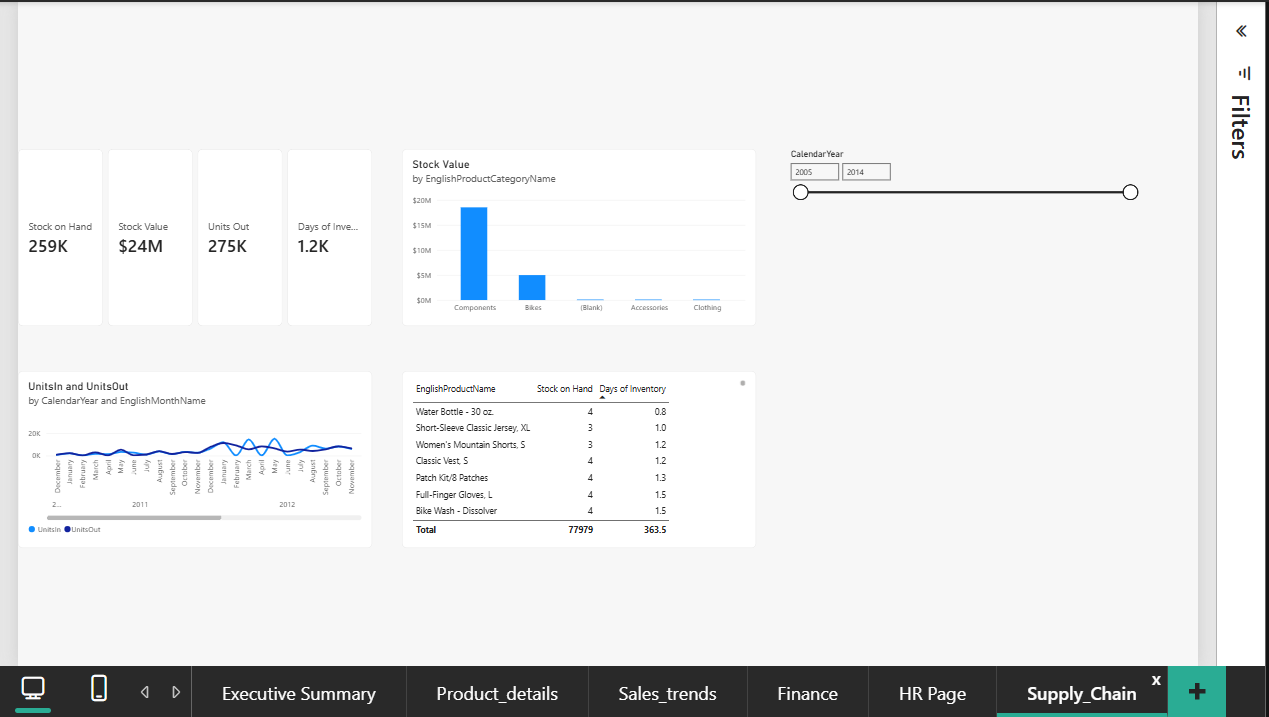 Filters
Stock on Hand
259K
Stock Value
$24M
Units Out
275K
Days of Inve...
1.2K
Stock Value
by EnglishProductCategoryName
$20M
$15M
$10M
$5M
$0M
Components Bikes (Blank) Accessories Clothing
CalendarYear
2005 2014
UnitsIn and UnitsOut
by CalendarYear and EnglishMonthName
20K
0K
December January February March April May June July August September October November December January February March April May June July August September October November
2... 2011 2012
UnitsIn UnitsOut
EnglishProductName Stock on Hand Days of Inventory
Water Bottle - 30 oz. 4 0.8
Short-Sleeve Classic Jersey, XL 3 1.0
Women's Mountain Shorts, S 3 1.2
Classic Vest, S 4 1.2
Patch Kit/8 Patches 4 1.3
Full-Finger Gloves, L 4 1.5
Bike Wash - Dissolver 4 1.5
Total 77979 363.5
Executive Summary Product_details Sales_trends Finance HR Page Supply_Chain x +